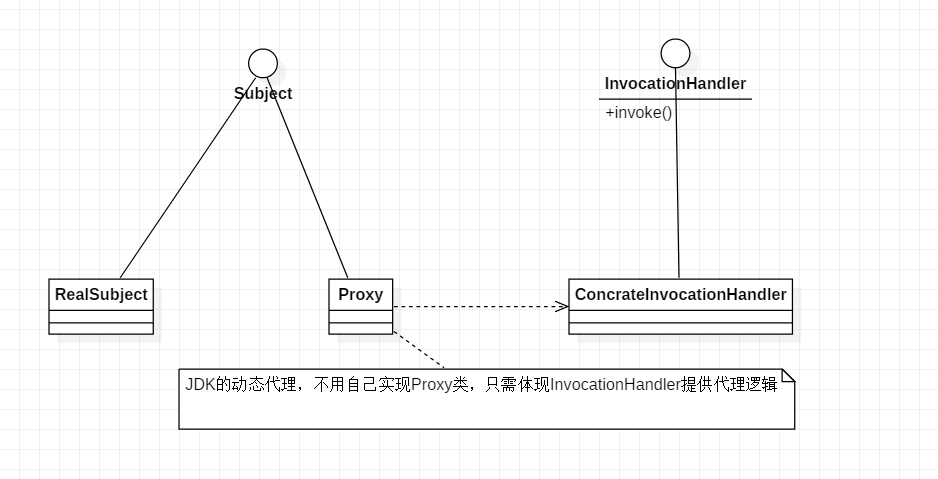 Subject
InvocationHandler
+invoke()
RealSubject
Proxy
ConcrateInvocationHandler
JDK的动态代理，不用自己实现Proxy类，只需体现InvocationHandler提供代理逻辑